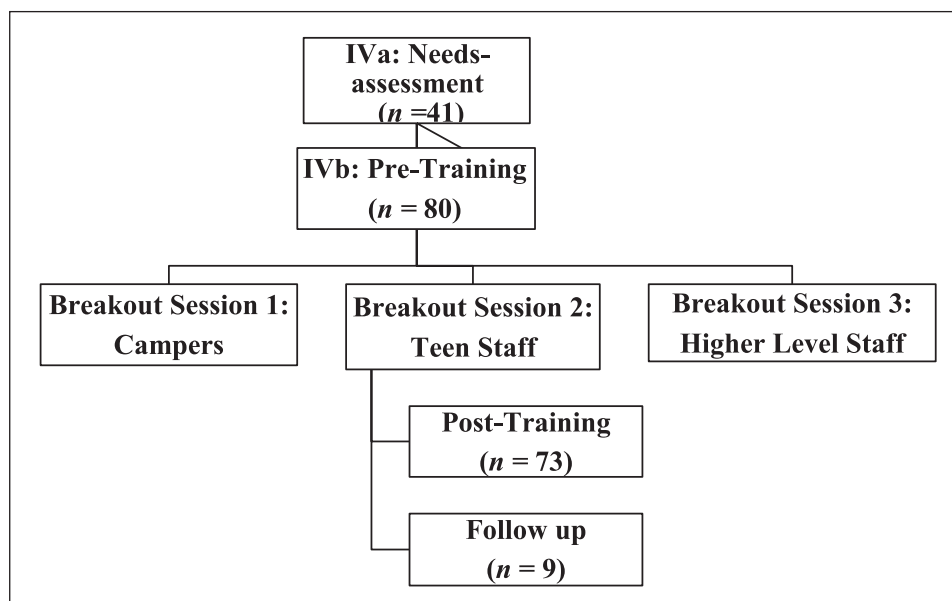 IVa: Needs-
assessment
(n =41)
IVb: Pre-Training
(n = 80)
Breakout Session 1:
Campers
Breakout Session 2:
Teen Staff
Breakout Session 3:
Higher Level Staff
Post-Training
(n = 73)
Follow up
(n = 9)